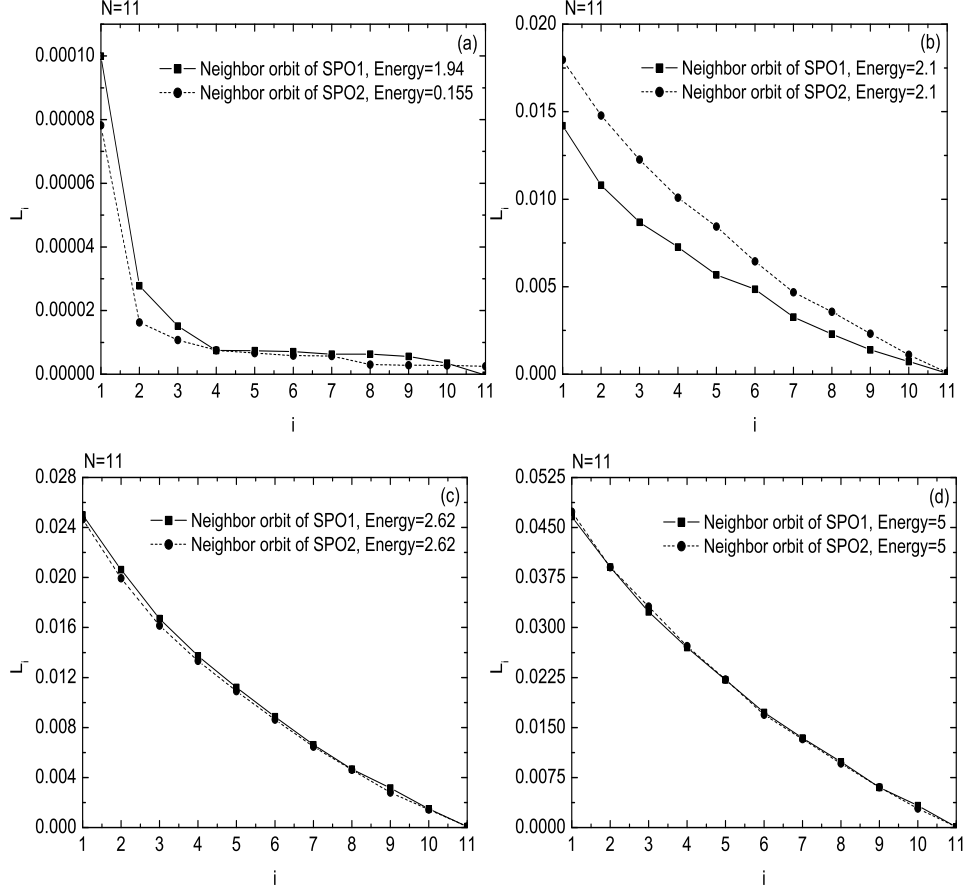 N=11
(a)
Neighbor orbit of SPO1, Energy=1.94
Neighbor orbit of SPO2, Energy=0.155
0.00010
0.00008
0.00006
0.00004
0.00002
0.00000
Li
1 2 3 4 5 6 7 8 9 10 11
i
N=11
(b)
Neighbor orbit of SPO1, Energy=2.1
Neighbor orbit of SPO2, Energy=2.1
0.020
0.015
0.010
0.005
0.000
Li
1 2 3 4 5 6 7 8 9 10 11
i
N=11
(c)
Neighbor orbit of SPO1, Energy=2.62
Neighbor orbit of SPO2, Energy=2.62
0.028
0.024
0.020
0.016
0.012
0.008
0.004
0.000
Li
1 2 3 4 5 6 7 8 9 10 11
i
N=11
(d)
Neighbor orbit of SPO1, Energy=5
Neighbor orbit of SPO2, Energy=5
0.0525
0.0450
0.0375
0.0300
0.0225
0.0150
0.0075
0.0000
Li
1 2 3 4 5 6 7 8 9 10 11
i